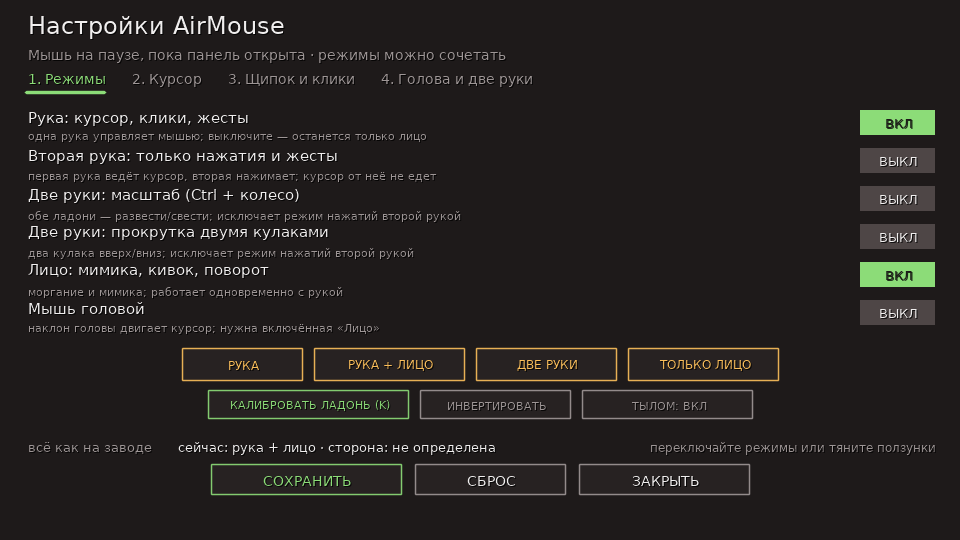 Настройки AirMouse
Мышь на паузе, пока панель открыта · режимы можно сочетать
1. Режимы 2. Курсор 3. Щипок и клики 4. Голова и две руки
Рука: курсор, клики, жесты ВКЛ
одна рука управляет мышью; выключите — останется только лицо
Вторая рука: только нажатия и жесты ВЫКЛ
первая рука ведёт курсор, вторая нажимает; курсор от неё не едет
Две руки: масштаб (Ctrl + колесо) ВЫКЛ
обе ладони — развести/свести; исключает режим нажатий второй рукой
Две руки: прокрутка двумя кулаками ВЫКЛ
два кулака вверх/вниз; исключает режим нажатий второй рукой
Лицо: мимика, кивок, поворот ВКЛ
моргание и мимика; работает одновременно с рукой
Мышь головой ВЫКЛ
наклон головы двигает курсор; нужна включённая «Лицо»
РУКА РУКА + ЛИЦО ДВЕ РУКИ ТОЛЬКО ЛИЦО
КАЛИБРОВАТЬ ЛАДОНЬ (K) ИНВЕРТИРОВАТЬ ТЫЛОМ: ВКЛ
всё как на заводе сейчас: рука + лицо · сторона: не определена переключайте режимы или тяните ползунки
СОХРАНИТЬ СБРОС ЗАКРЫТЬ